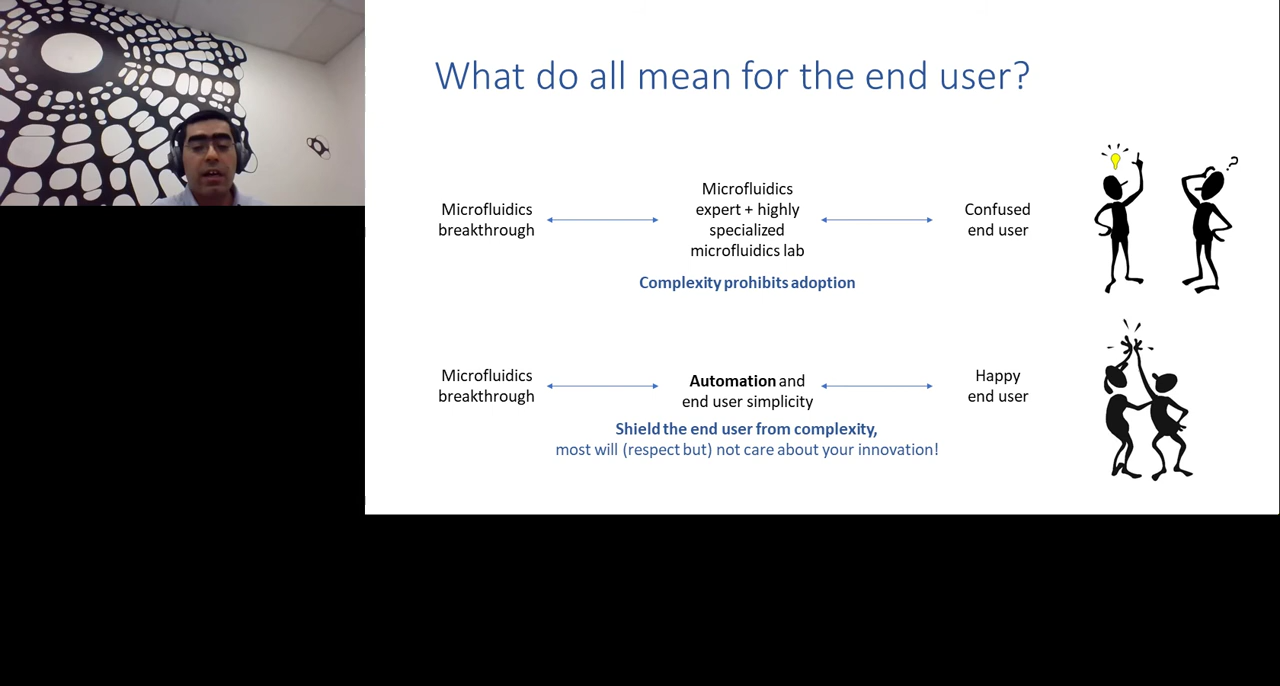 What do all mean for the end user?
Microfluidics
breakthrough
Microfluidics
expert + highly
specialized
microfluidics lab
Confused
end user
?
Complexity prohibits adoption
Microfluidics
breakthrough
Automation and
end user simplicity
Happy
end user
Shield the end user from complexity,
most will (respect but) not care about your innovation!